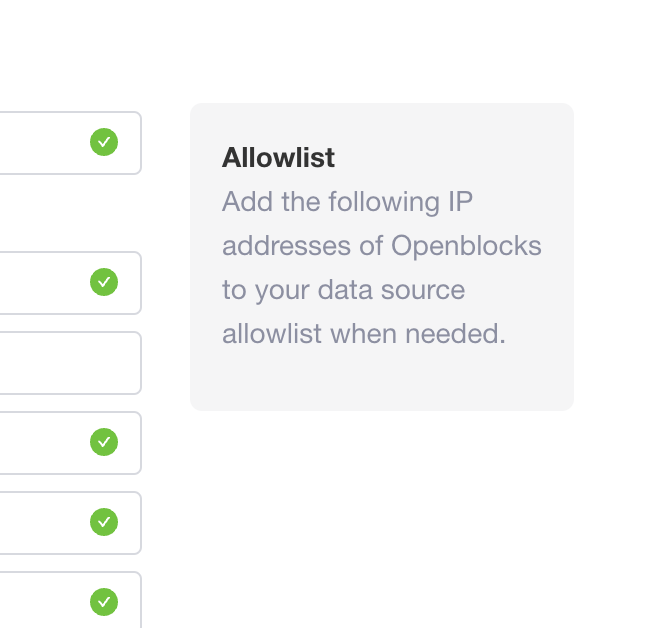 Allowlist
Add the following IP
addresses of Openblocks
to your data source
allowlist when needed.